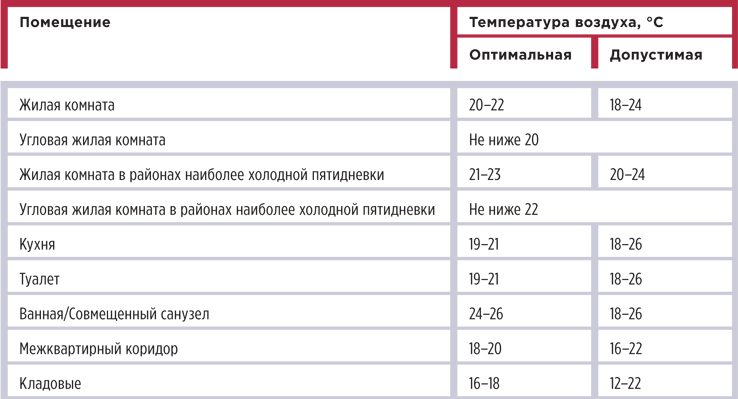 Помещение
Температура воздуха, °С
Оптимальная Допустимая
Жилая комната 20–22 18–24
Угловая жилая комната Не ниже 20
Жилая комната в районах наиболее холодной пятидневки 21–23 20–24
Угловая жилая комната в районах наиболее холодной пятидневки Не ниже 22
Кухня 19–21 18–26
Туалет 19–21 18–26
Ванная/Совмещенный санузел 24–26 18–26
Межквартирный коридор 18–20 16–22
Кладовые 16–18 12–22